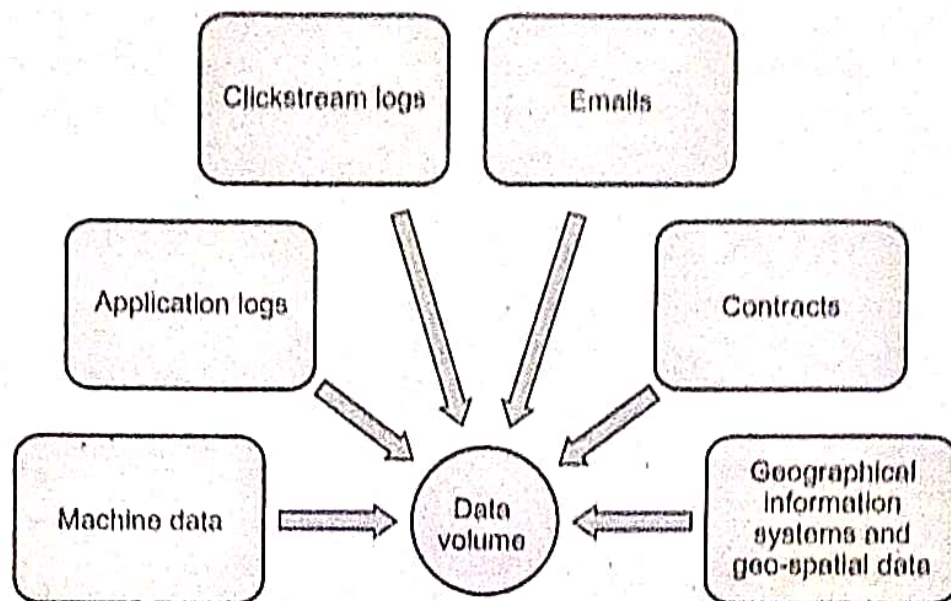 Clickstream logs
Emails
Application logs
Contracts
Machine data
Data
volume
Geographical
information
systems and
geo-spatial data